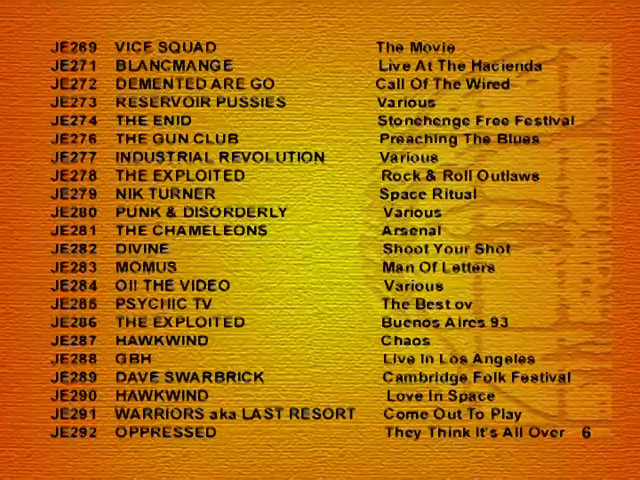 JE269 VICE SQUAD The Movie
JE271 BLANCMANGE Live At The Hacienda
JE272 DEMENTED ARE GO Call Of The Wired
JE273 RESERVOIR PUSSIES Various
JE274 THE ENID Stonehenge Free Festival
JE276 THE GUN CLUB Preaching The Blues
JE277 INDUSTRIAL REVOLUTION Various
JE278 THE EXPLOITED Rock & Roll Outlaws
JE279 NIK TURNER Space Ritual
JE280 PUNK & DISORDERLY Various
JE281 THE CHAMELEONS Arsenal
JE282 DIVINE Shoot Your Shot
JE283 MOMUS Man Of Letters
JE284 OI! THE VIDEO Various
JE285 PSYCHIC TV The Best ov
JE286 THE EXPLOITED Buenos Aires 93
JE287 HAWKWIND Chaos
JE288 GBH Live In Los Angeles
JE289 DAVE SWARBRICK Cambridge Folk Festival
JE290 HAWKWIND Love In Space
JE291 WARRIORS aka LAST RESORT Come Out To Play
JE292 OPPRESSED They Think It's All Over 6